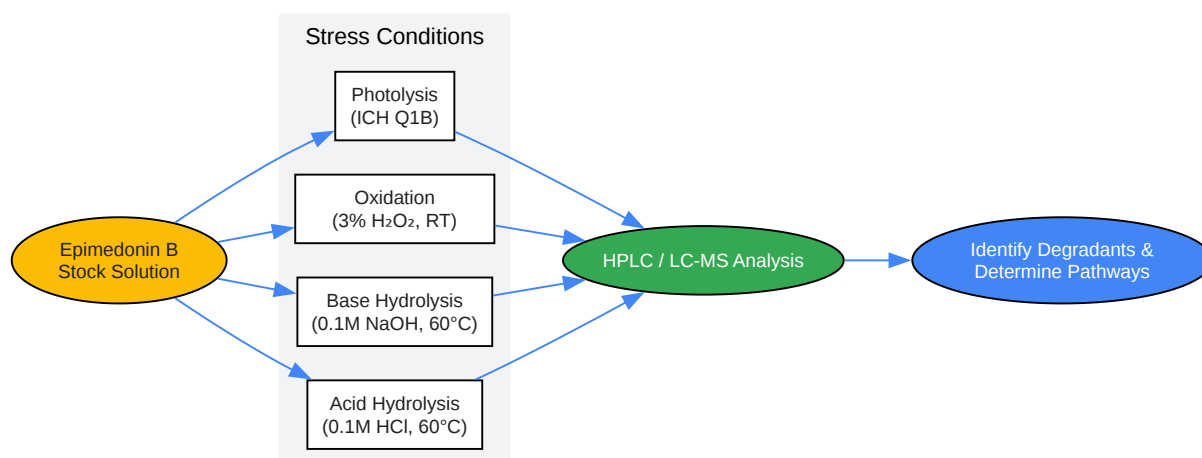 Stress Conditions
Photolysis
(ICH Q1B)
Oxidation
(3% H₂O₂, RT)
Epimedonin B
Stock Solution
HPLC / LC-MS Analysis
Identify Degradants &
Determine Pathways
Base Hydrolysis
(0.1M NaOH, 60°C)
Acid Hydrolysis
(0.1M HCl, 60°C)